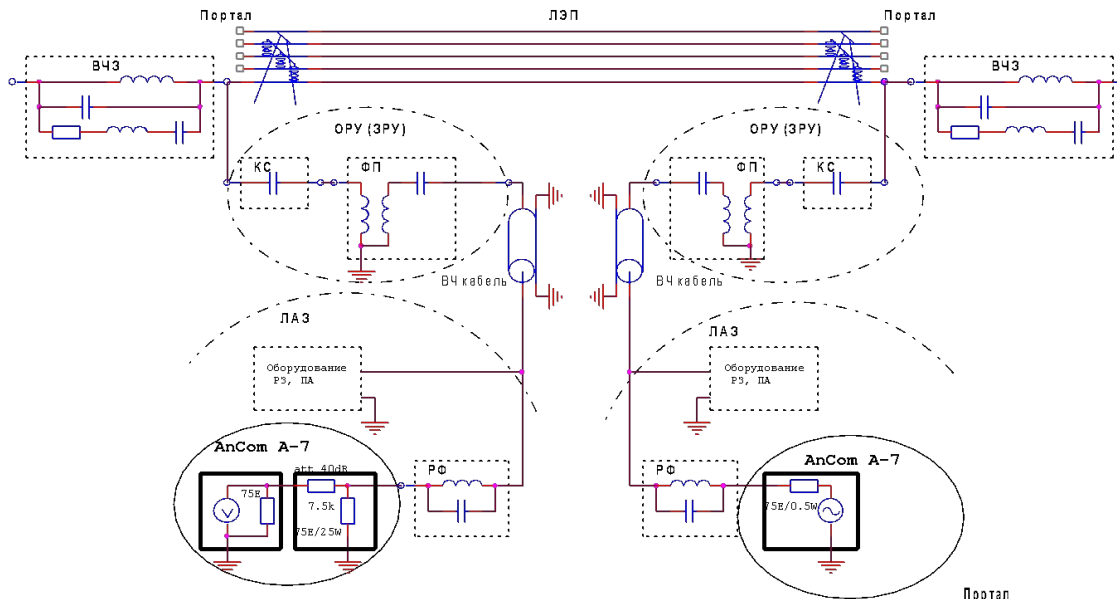 Портал
ЛЭП
Портал
ВЧЗ
ВЧЗ
ОРУ (ЗРУ)
ОРУ (ЗРУ)
КС
ФП
ФП
КС
ВЧ кабель
ВЧ кабель
ЛАЗ
ЛАЗ
Оборудование
РЗ, ПА
Оборудование
РЗ, ПА
AnCom A-7
AnCom A-7
att 40dB
РФ
РФ
75E
7.5k
75E/25W
75E/0.5W
V
Портал